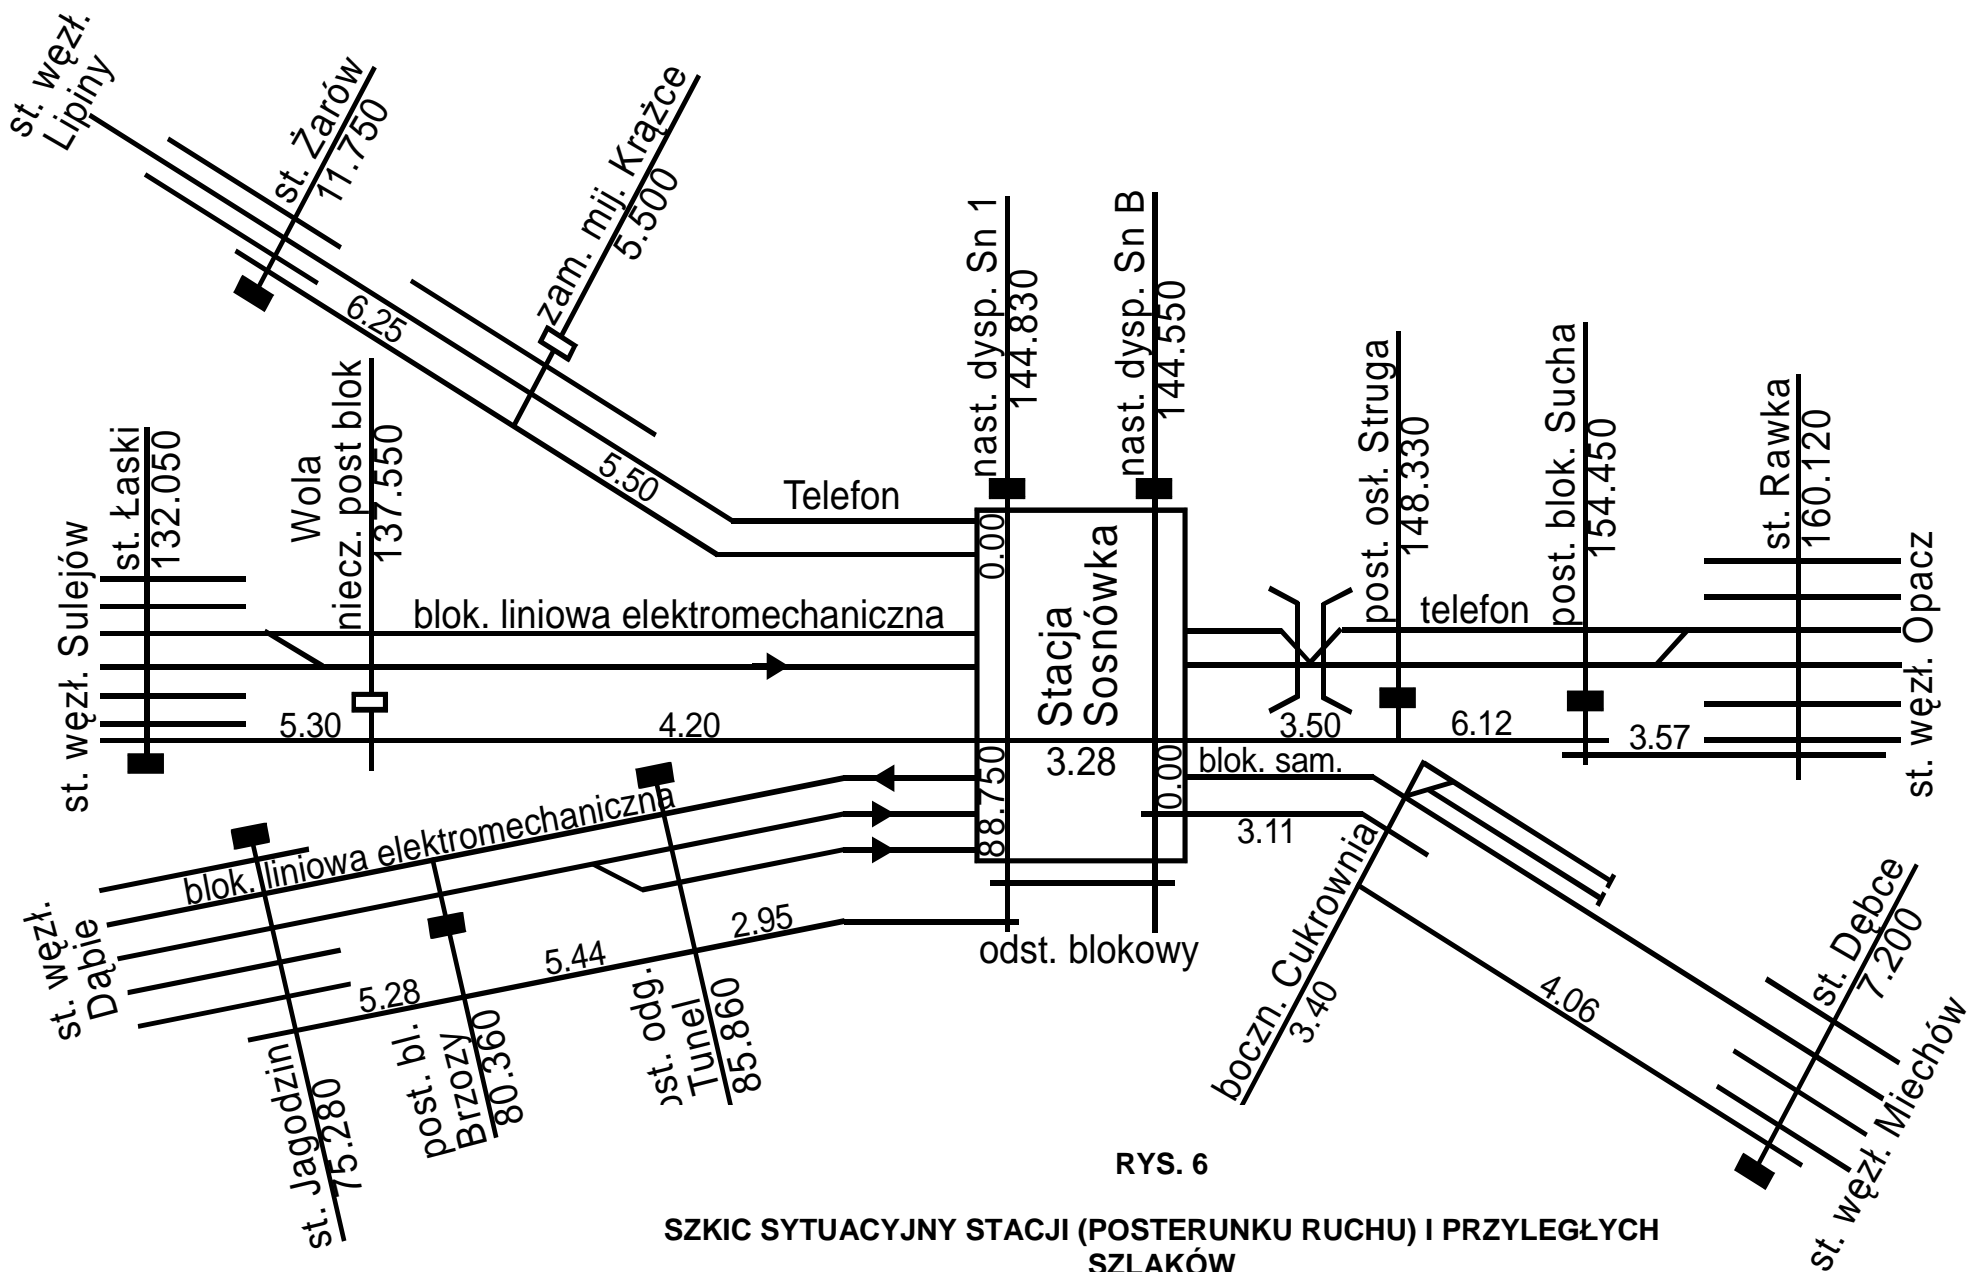 st. węzł.
Lipiny
st. Żarów
11.750
zam. mij. Krążce
5.500
6.25
5.50
Telefon
nast. dysp. Sn 1
144.830
nast. dysp. Sn B
144.550
st. węzł. Sulejów
st. Łaski
132.050
Wola
niecz. post blok
137.550
blok. liniowa elektromechaniczna
5.30
4.20
0.00
Stacja
Sosnówka
3.28
88.750
0.00
post. osł. Struga
148.330
telefon
post. blok. Sucha
154.450
st. Rawka
160.120
st. węzł. Opacz
3.50
6.12
3.57
blok. sam.
3.11
blok. liniowa elektromechaniczna
st. węzł.
Dąbie
5.28
5.44
2.95
st. Jagodzin
75.280
post. bl.
Brzozy
80.360
ost. odg.
Tunel
85.860
odst. blokowy
boczn. Cukrownia
3.40
4.06
st. Dębce
7.200
st. węzł. Miechów
RYS. 6
SZKIC SYTUACYJNY STACJI (POSTERUNKU RUCHU) I PRZYLEGŁYCH
SZLAKÓW